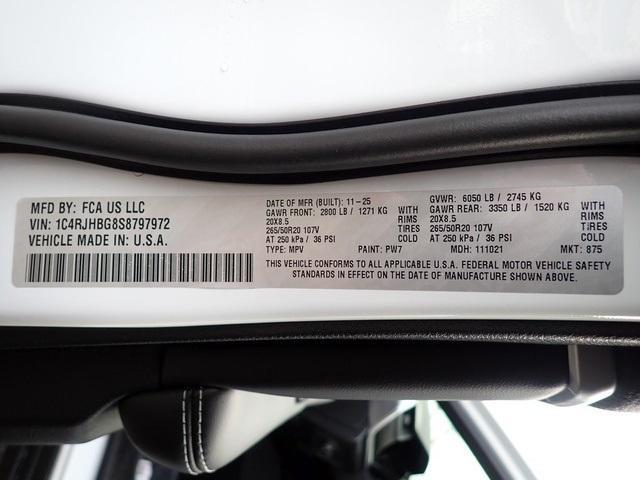 MFD BY: FCA US LLC
VIN: 1C4RJHBG8S8797972
VEHICLE MADE IN: U.S.A.
DATE OF MFR (BUILT): 11-25
GAWR FRONT: 2800 LB / 1271 KG WITH
20X8.5 RIMS
265/50R20 107V TIRES
AT 250 kPa / 36 PSI COLD
TYPE: MPV PAINT: PW7
GVWR: 6050 LB / 2745 KG
GAWR REAR: 3350 LB / 1520 KG WITH
20X8.5 RIMS
265/50R20 107V TIRES
AT 250 kPa / 36 PSI COLD
MDH: 111021 MKT: 875
THIS VEHICLE CONFORMS TO ALL APPLICABLE U.S.A. FEDERAL MOTOR VEHICLE SAFETY
STANDARDS IN EFFECT ON THE DATE OF MANUFACTURE SHOWN ABOVE.